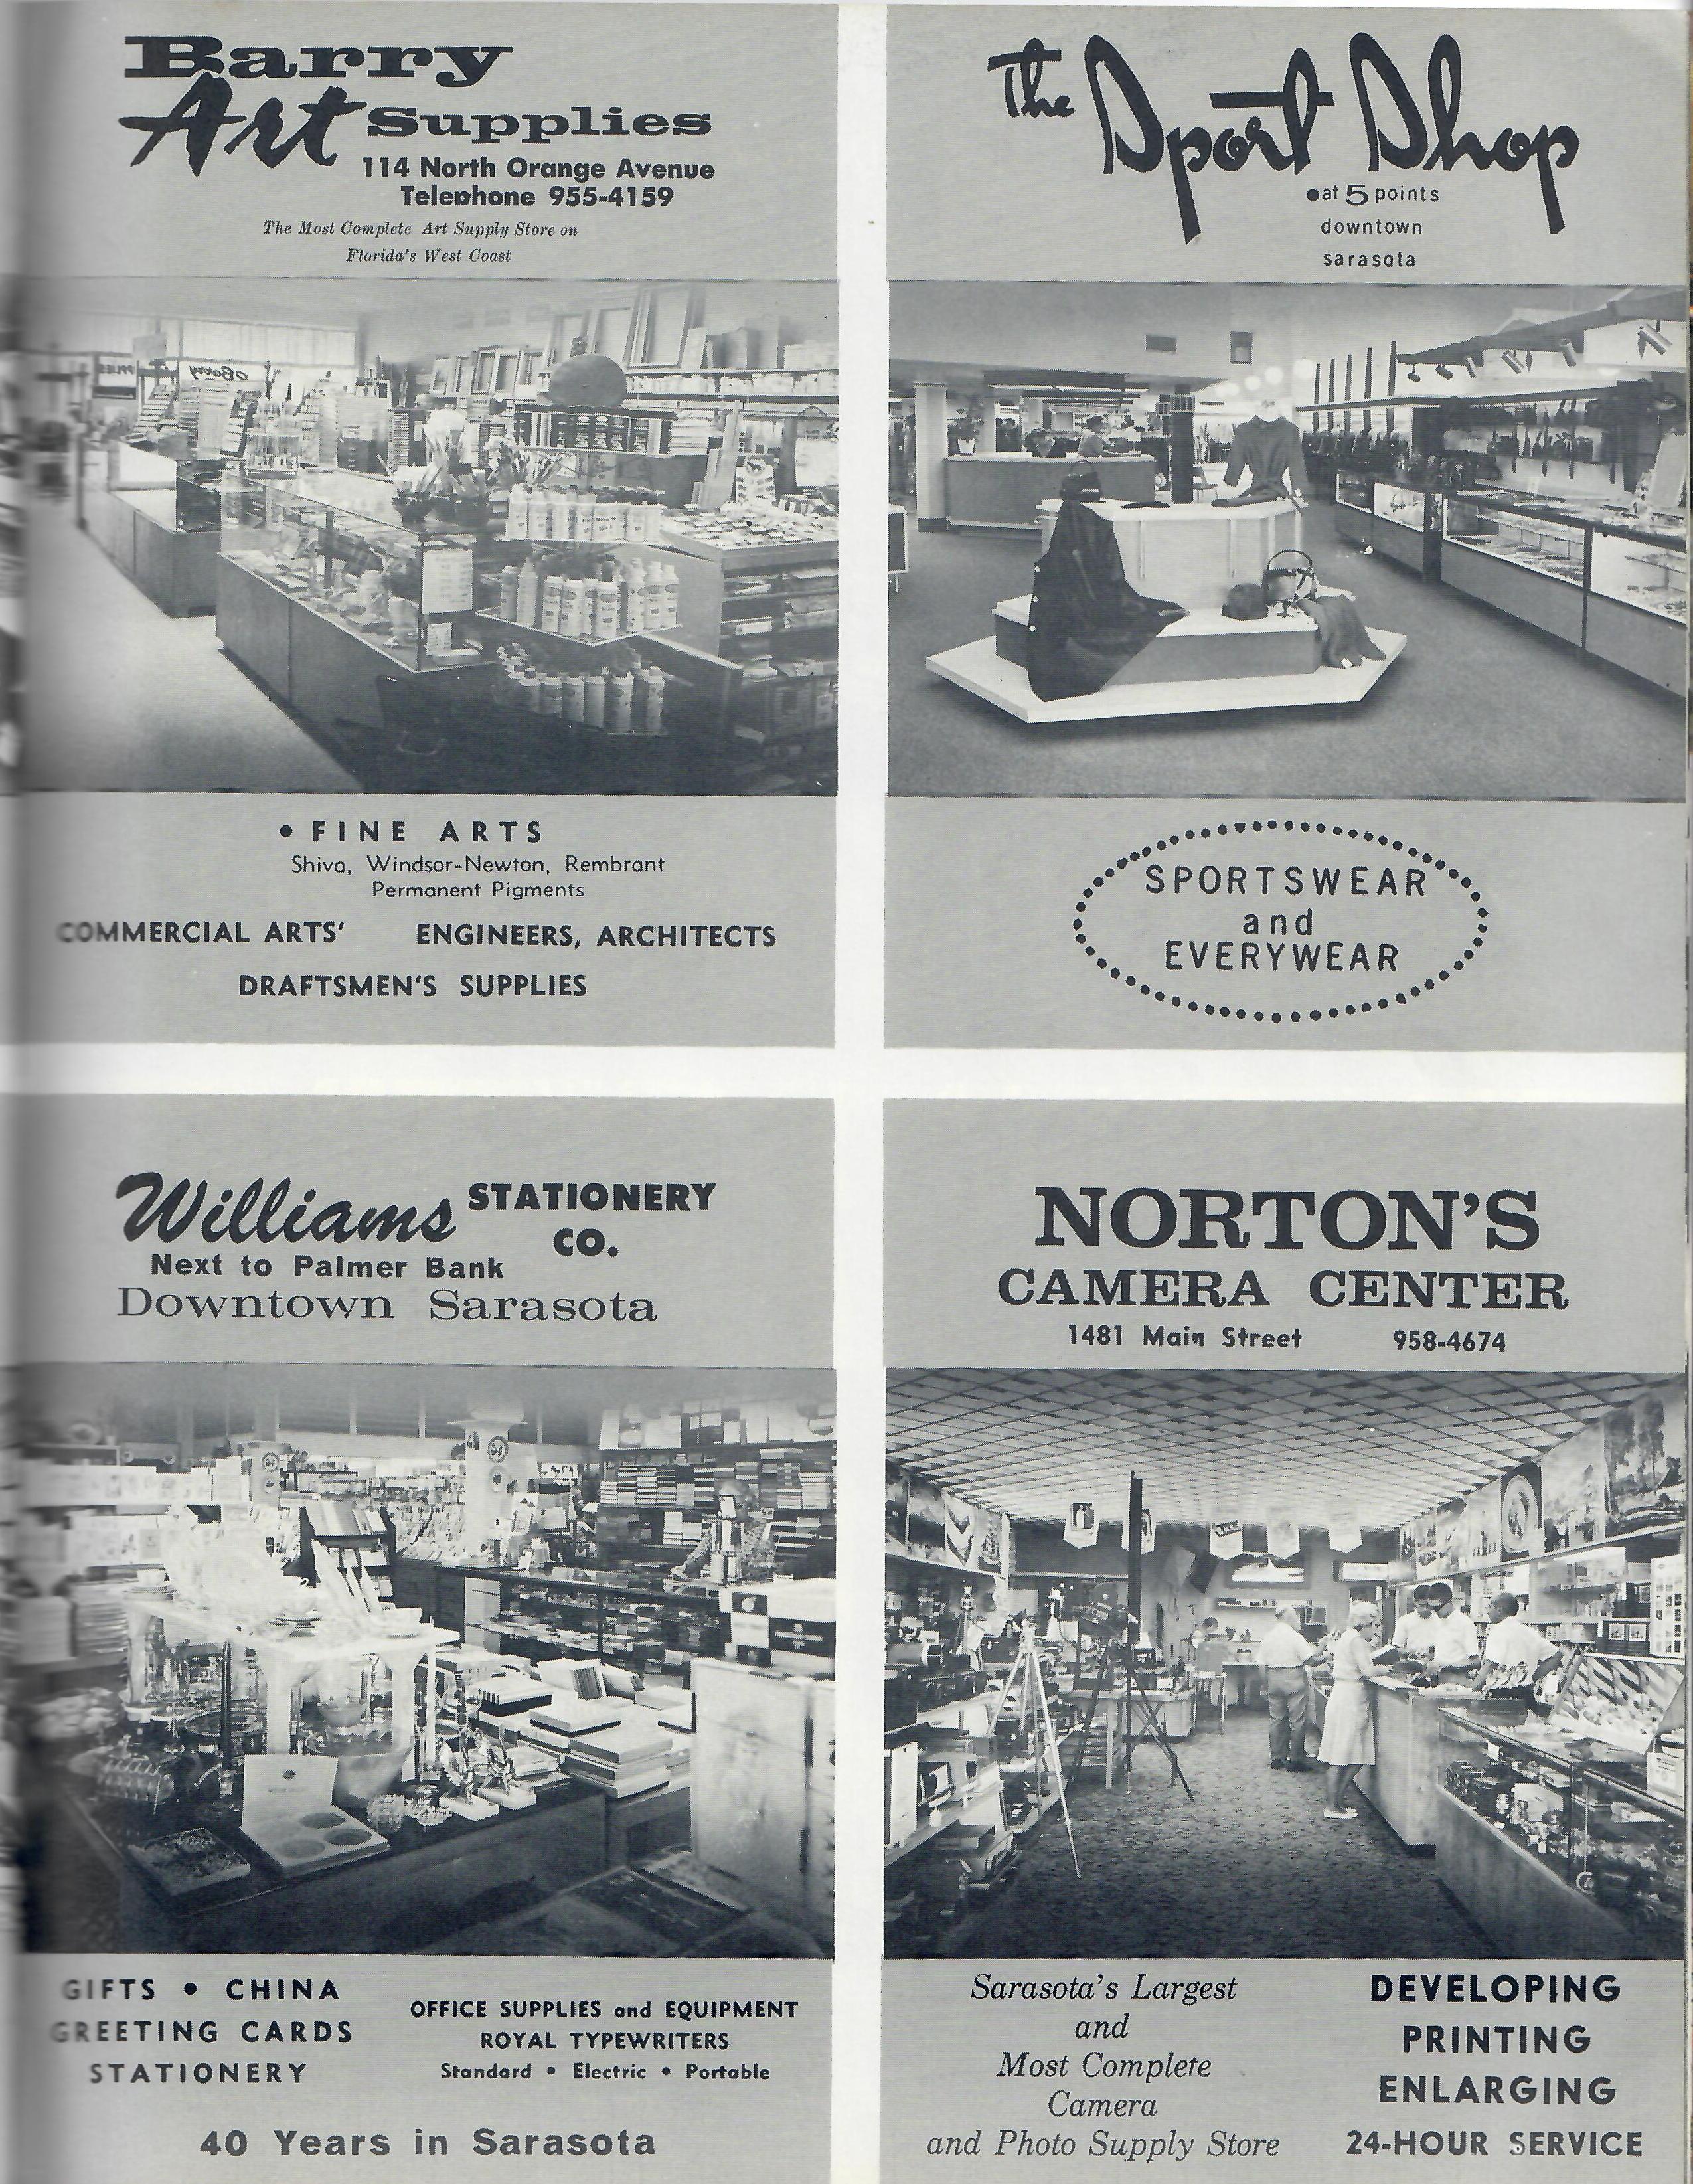 Barry
Art Supplies
114 North Orange Avenue
Telephone 955-4159
The Most Complete Art Supply Store on
Florida's West Coast
Barry
• FINE ARTS
Shiva, Windsor-Newton, Rembrant
Permanent Pigments
COMMERCIAL ARTS' ENGINEERS, ARCHITECTS
DRAFTSMEN'S SUPPLIES
The Sport Shop
•at 5 points
downtown
sarasota
SPORTSWEAR
and
EVERYWEAR
Williams STATIONERY
CO.
Next to Palmer Bank
Downtown Sarasota
GIFTS • CHINA
GREETING CARDS
STATIONERY
OFFICE SUPPLIES and EQUIPMENT
ROYAL TYPEWRITERS
Standard • Electric • Portable
40 Years in Sarasota
NORTON'S
CAMERA CENTER
1481 Main Street 958-4674
Sarasota's Largest
and
Most Complete
Camera
and Photo Supply Store
DEVELOPING
PRINTING
ENLARGING
24-HOUR SERVICE